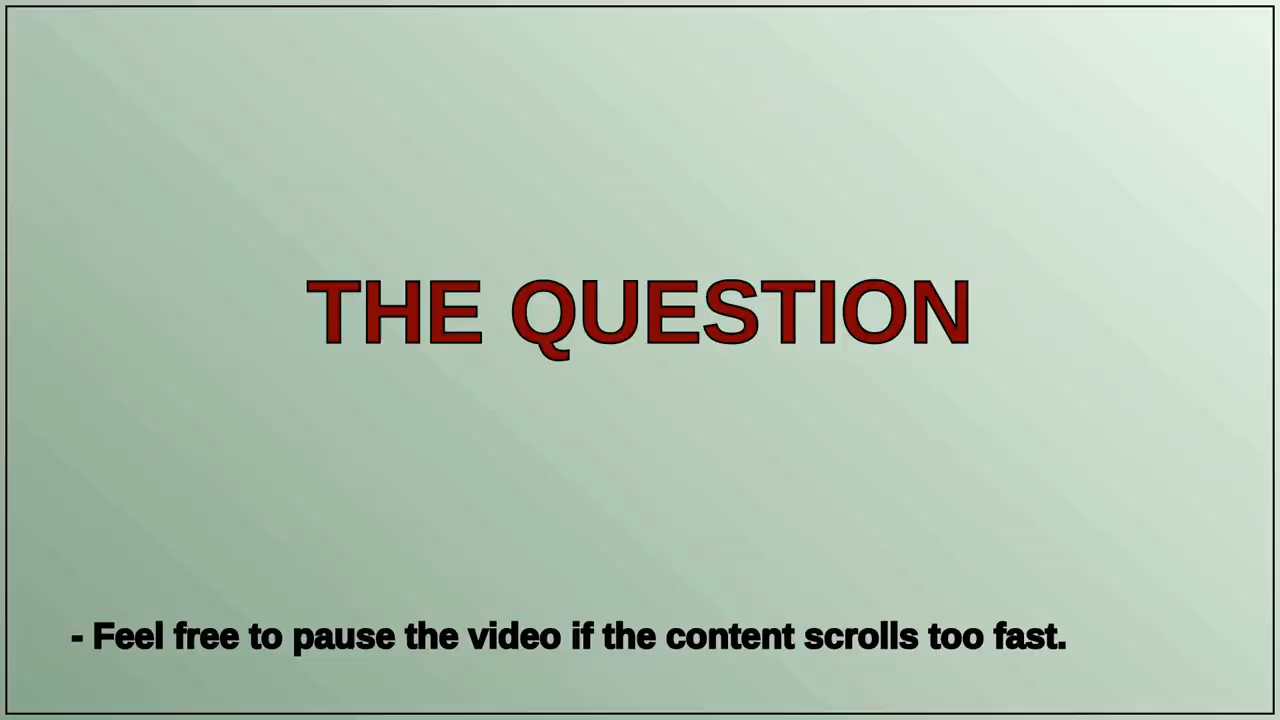 THE QUESTION
- Feel free to pause the video if the content scrolls too fast.